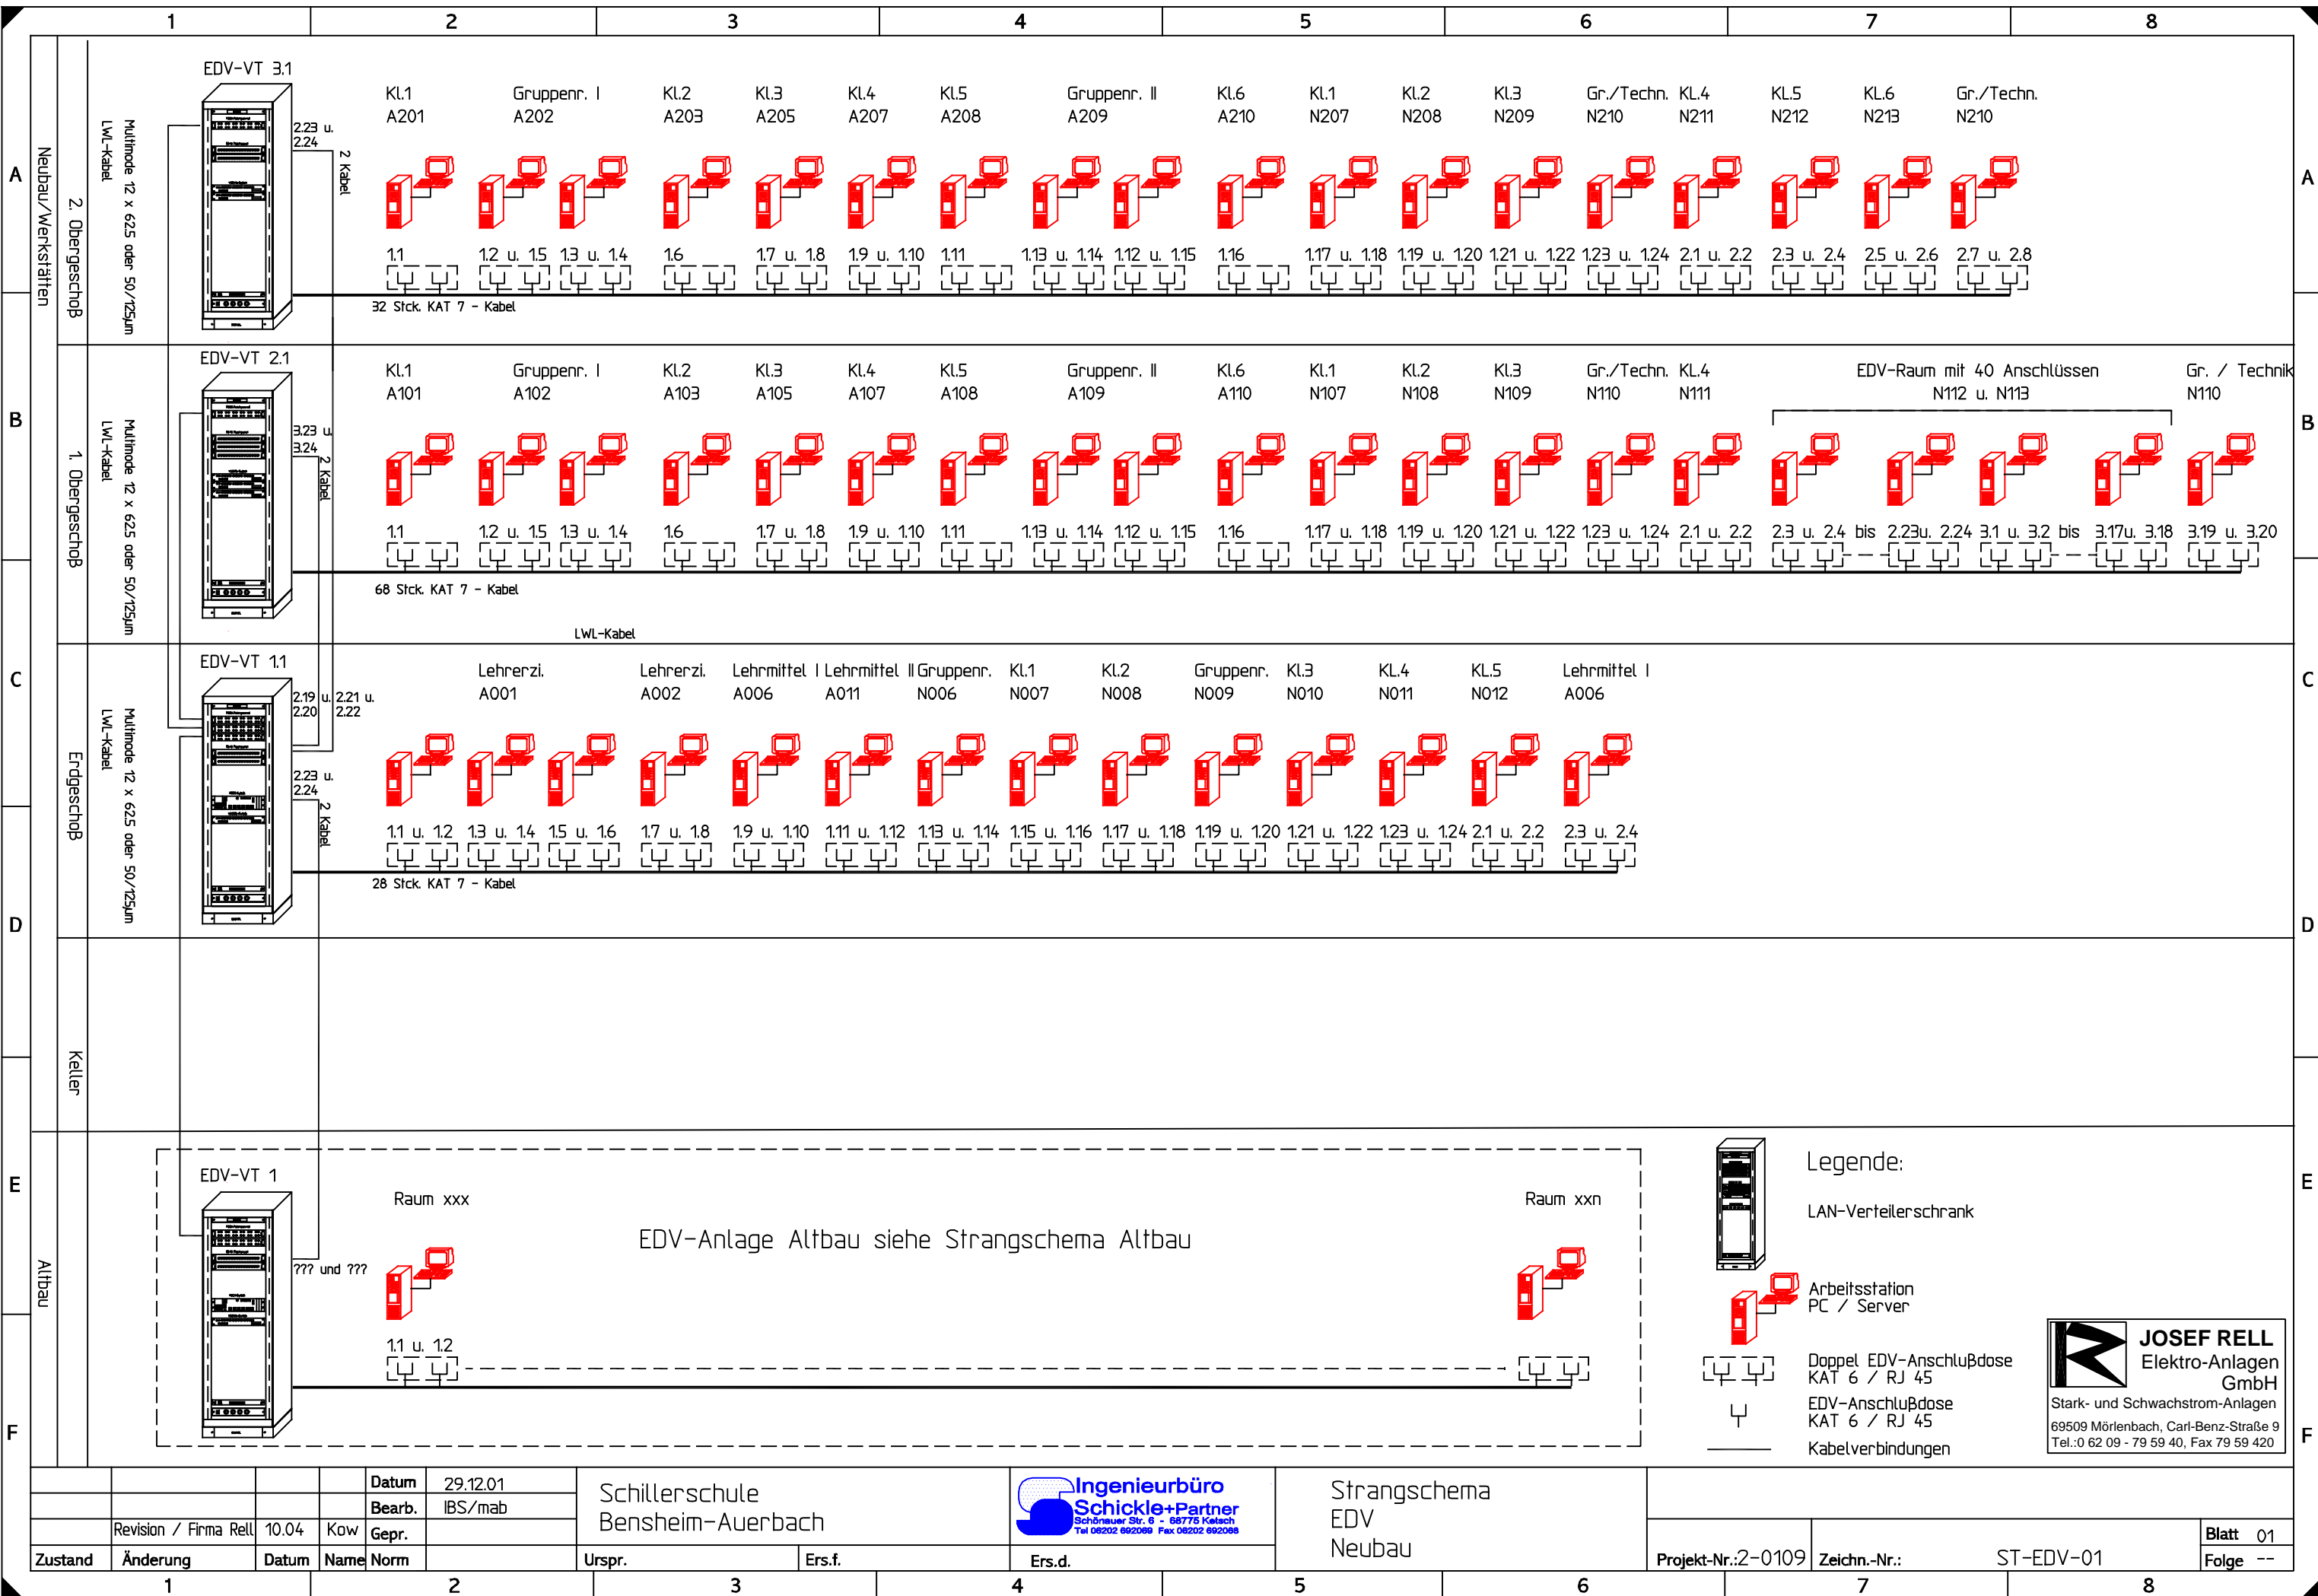 1 2 3 4 5 6 7 8
A
B
C
D
E
F
Neubau/Werkstätten
2. Obergeschoß
LWL-Kabel
Multimode 12 x 62.5 oder 50/125µm
EDV-VT 3.1
2.23 u.
2.24
2 Kabel
Kl.1 Gruppenr. I Kl.2 Kl.3 Kl.4 Kl.5 Gruppenr. II Kl.6 Kl.1 Kl.2 Kl.3 Gr./Techn. KL.4 KL.5 KL.6 Gr./Techn.
A201 A202 A203 A205 A207 A208 A209 A210 N207 N208 N209 N210 N211 N212 N213 N210
1.1 1.2 u. 1.5 1.3 u. 1.4 1.6 1.7 u. 1.8 1.9 u. 1.10 1.11 1.13 u. 1.14 1.12 u. 1.15 1.16 1.17 u. 1.18 1.19 u. 1.20 1.21 u. 1.22 1.23 u. 1.24 2.1 u. 2.2 2.3 u. 2.4 2.5 u. 2.6 2.7 u. 2.8
32 Stck. KAT 7 - Kabel
1. Obergeschoß
LWL-Kabel
Multimode 12 x 62.5 oder 50/125µm
EDV-VT 2.1
3.23 u.
3.24
2 Kabel
Kl.1 Gruppenr. I Kl.2 Kl.3 Kl.4 Kl.5 Gruppenr. II Kl.6 Kl.1 Kl.2 Kl.3 Gr./Techn. KL.4 EDV-Raum mit 40 Anschlüssen Gr. / Technik
A101 A102 A103 A105 A107 A108 A109 A110 N107 N108 N109 N110 N111 N112 u. N113 N110
1.1 1.2 u. 1.5 1.3 u. 1.4 1.6 1.7 u. 1.8 1.9 u. 1.10 1.11 1.13 u. 1.14 1.12 u. 1.15 1.16 1.17 u. 1.18 1.19 u. 1.20 1.21 u. 1.22 1.23 u. 1.24 2.1 u. 2.2 2.3 u. 2.4 bis 2.23u. 2.24 3.1 u. 3.2 bis 3.17u. 3.18 3.19 u. 3.20
68 Stck. KAT 7 - Kabel
LWL-Kabel
Erdgeschoß
LWL-Kabel
Multimode 12 x 62.5 oder 50/125µm
EDV-VT 1.1
2.19 u. 2.21 u.
2.20 2.22
2.23 u.
2.24
2 Kabel
Lehrerzi. Lehrerzi. Lehrmittel I Lehrmittel II Gruppenr. Kl.1 Kl.2 Gruppenr. Kl.3 KL.4 KL.5 Lehrmittel I
A001 A002 A006 A011 N006 N007 N008 N009 N010 N011 N012 A006
1.1 u. 1.2 1.3 u. 1.4 1.5 u. 1.6 1.7 u. 1.8 1.9 u. 1.10 1.11 u. 1.12 1.13 u. 1.14 1.15 u. 1.16 1.17 u. 1.18 1.19 u. 1.20 1.21 u. 1.22 1.23 u. 1.24 2.1 u. 2.2 2.3 u. 2.4
28 Stck. KAT 7 - Kabel
Keller
Altbau
EDV-VT 1
??? und ???
Raum xxx
Raum xxn
EDV-Anlage Altbau siehe Strangschema Altbau
1.1 u. 1.2
Legende:
LAN-Verteilerschrank
Arbeitsstation
PC / Server
Doppel EDV-Anschlußdose
KAT 6 / RJ 45
EDV-Anschlußdose
KAT 6 / RJ 45
Kabelverbindungen
JOSEF RELL
Elektro-Anlagen
GmbH
Stark- und Schwachstrom-Anlagen
69509 Mörlenbach, Carl-Benz-Straße 9
Tel.:0 62 09 - 79 59 40, Fax 79 59 420
A
B
C
D
E
F
Datum 29.12.01
Bearb. IBS/mab
Revision / Firma Rell 10.04 Kow Gepr.
Zustand Änderung Datum Name Norm
Schillerschule
Bensheim-Auerbach
Urspr. Ers.f. Ers.d.
Ingenieurbüro
Schickle+Partner
Schönauer Str. 6 - 68775 Ketsch
Tel 06202 692069 Fax 06202 692068
Strangschema
EDV
Neubau
Projekt-Nr.:2-0109 Zeichn.-Nr.: ST-EDV-01
Blatt 01
Folge --
1 2 3 4 5 6 7 8